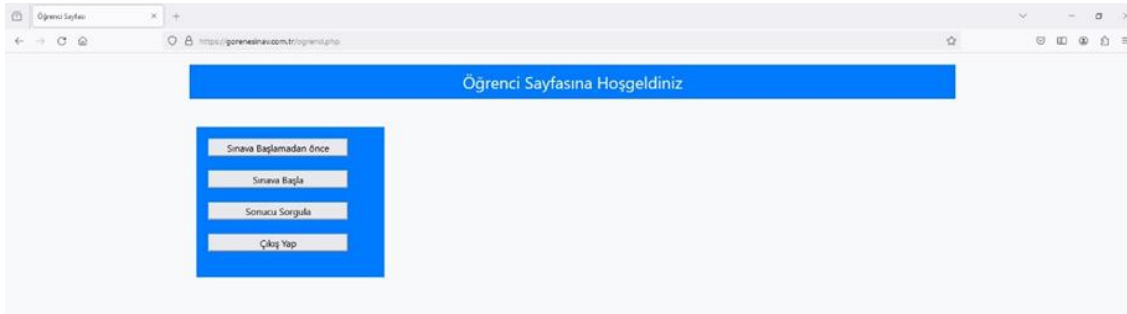 Öğrenci Sayfası
https://gorenesinav.com.tr/ogrenci.php
Öğrenci Sayfasına Hoşgeldiniz
Sınava Başlamadan önce
Sınava Başla
Sonucu Sorgula
Çıkış Yap